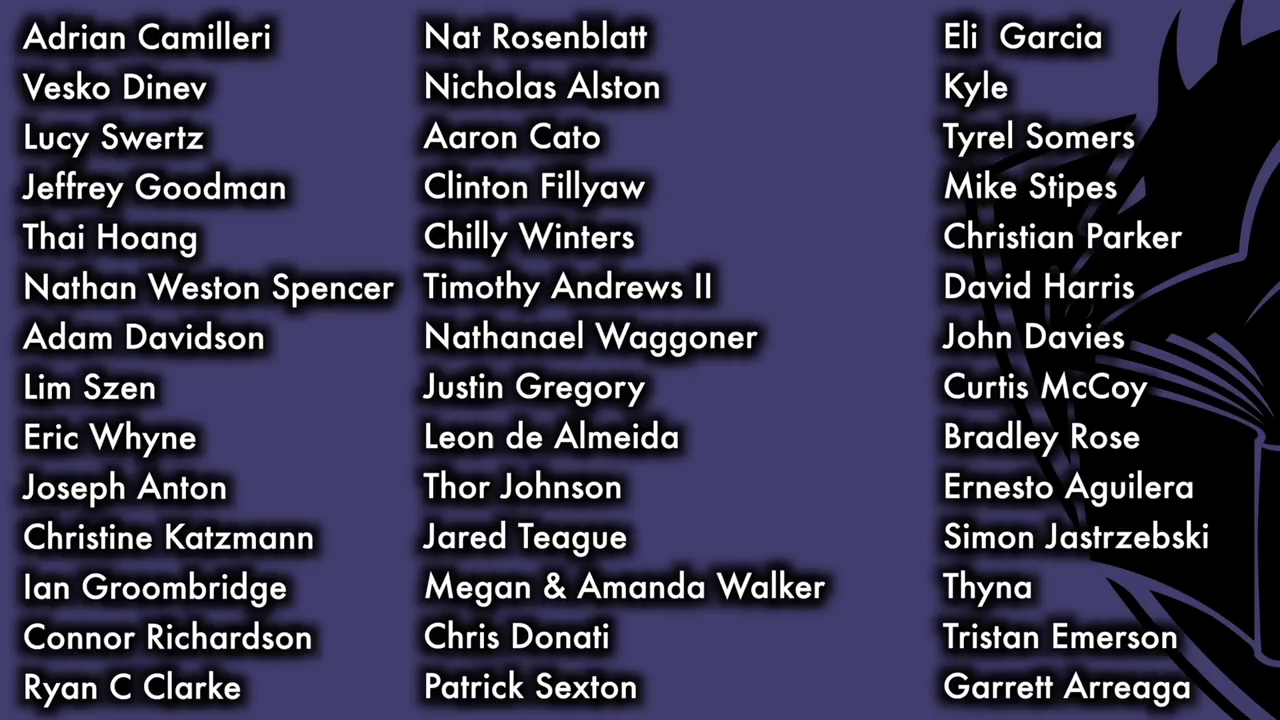 Adrian Camilleri
Vesko Dinev
Lucy Swertz
Jeffrey Goodman
Thai Hoang
Nathan Weston Spencer
Adam Davidson
Lim Szen
Eric Whyne
Joseph Anton
Christine Katzmann
Ian Groombridge
Connor Richardson
Ryan C Clarke
Nat Rosenblatt
Nicholas Alston
Aaron Cato
Clinton Fillyaw
Chilly Winters
Timothy Andrews II
Nathanael Waggoner
Justin Gregory
Leon de Almeida
Thor Johnson
Jared Teague
Megan & Amanda Walker
Chris Donati
Patrick Sexton
Eli  Garcia
Kyle
Tyrel Somers
Mike Stipes
Christian Parker
David Harris
John Davies
Curtis McCoy
Bradley Rose
Ernesto Aguilera
Simon Jastrzebski
Thyna
Tristan Emerson
Garrett Arreaga